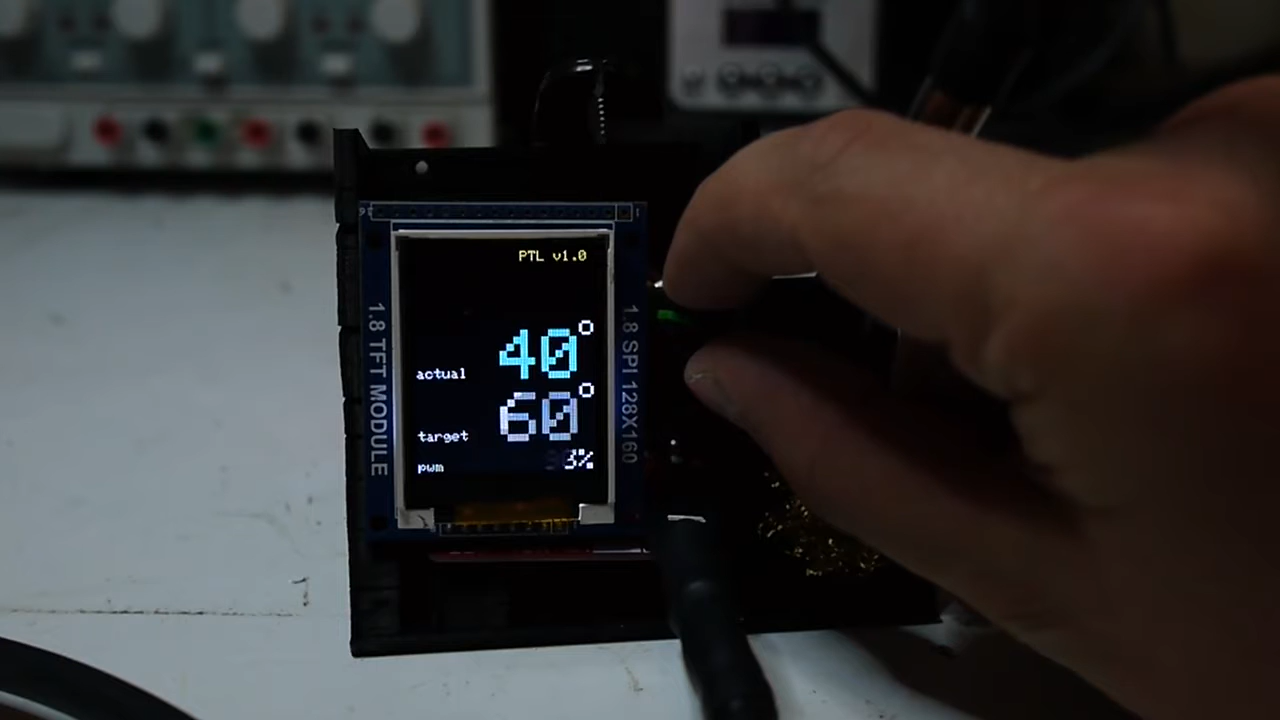 PTL v1.0
40°
actual
60°
target
pwm 3%
1.8 TFT MODULE
1.8 SPI 128X160